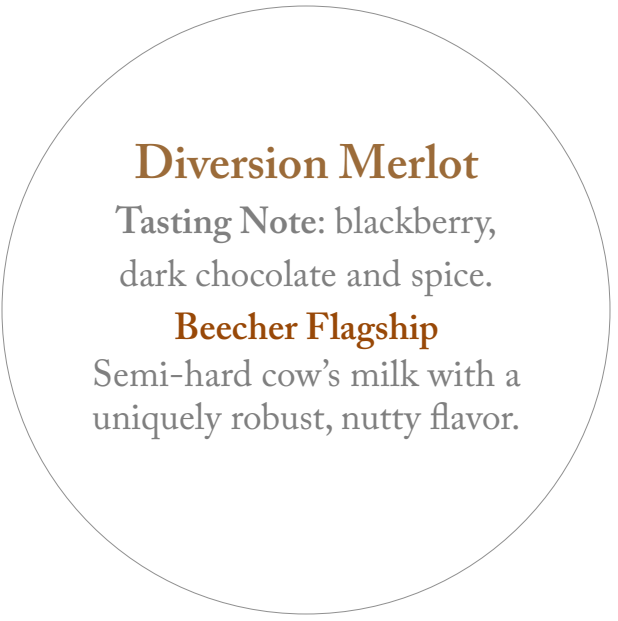 Diversion Merlot
Tasting Note: blackberry,
dark chocolate and spice.
Beecher Flagship
Semi-hard cow’s milk with a
uniquely robust, nutty flavor.